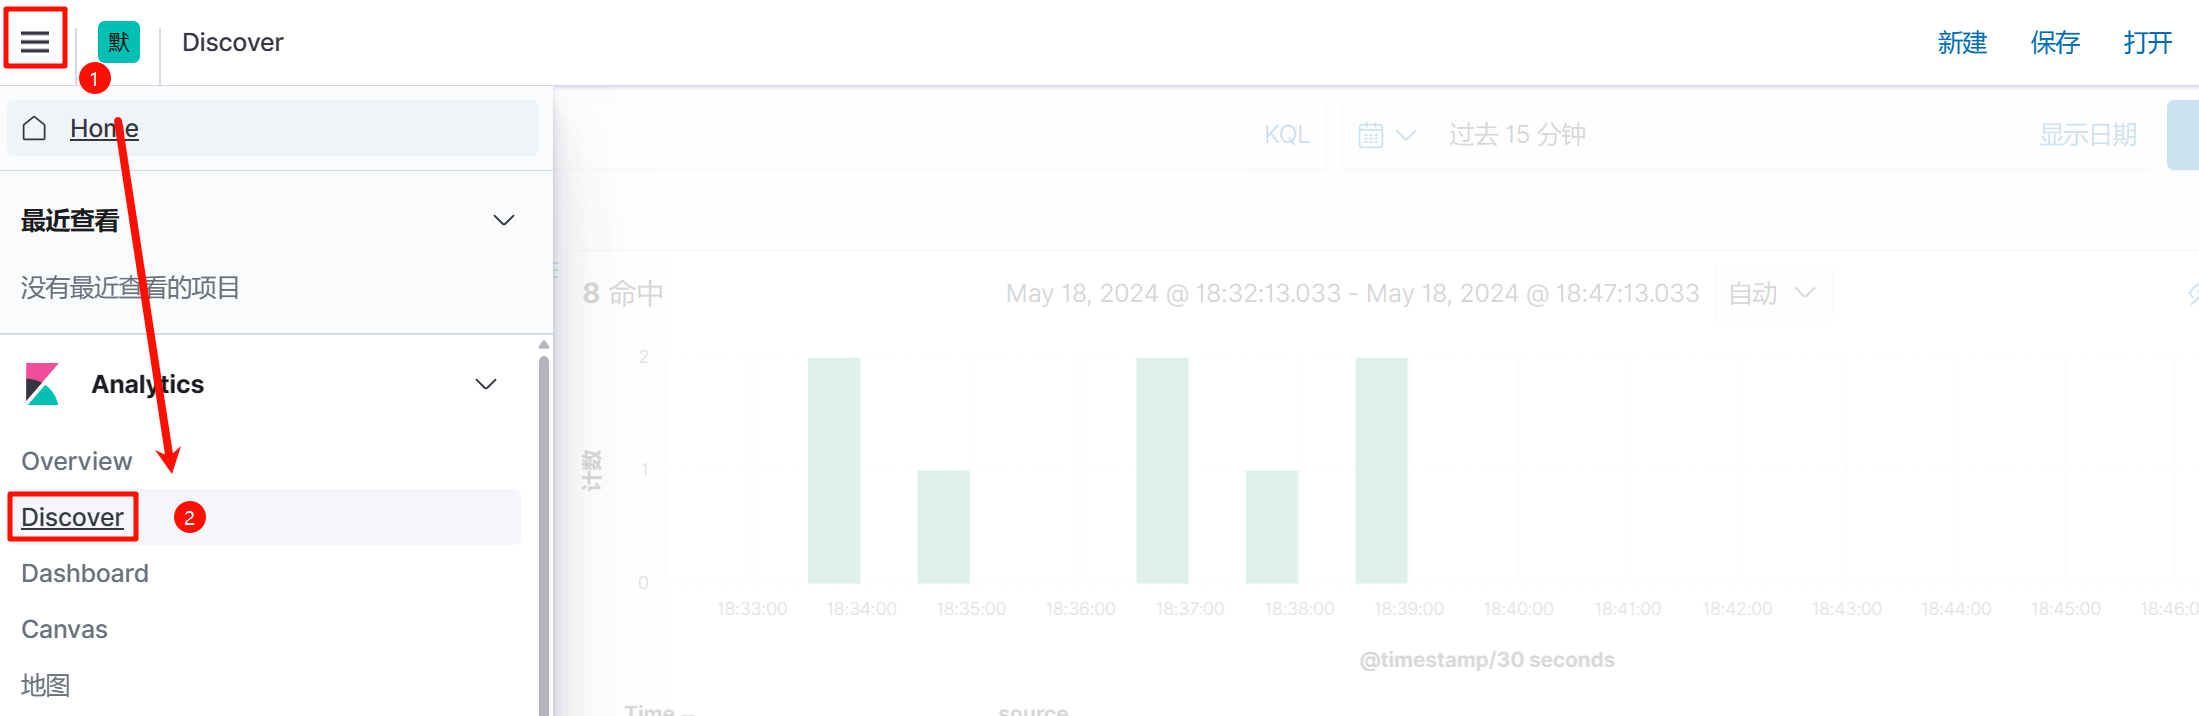 默
Discover
新建
保存
打开
1
Home
KQL
过去 15 分钟
显示日期
最近查看
没有最近查看的项目
8 命中
May 18, 2024 @ 18:32:13.033 - May 18, 2024 @ 18:47:13.033
自动
Analytics
Overview
Discover
2
Dashboard
Canvas
地图
计数
2
1
0
18:33:00 18:34:00 18:35:00 18:36:00 18:37:00 18:38:00 18:39:00 18:40:00 18:41:00 18:42:00 18:43:00 18:44:00 18:45:00 18:46:0
@timestamp/30 seconds
Time
source